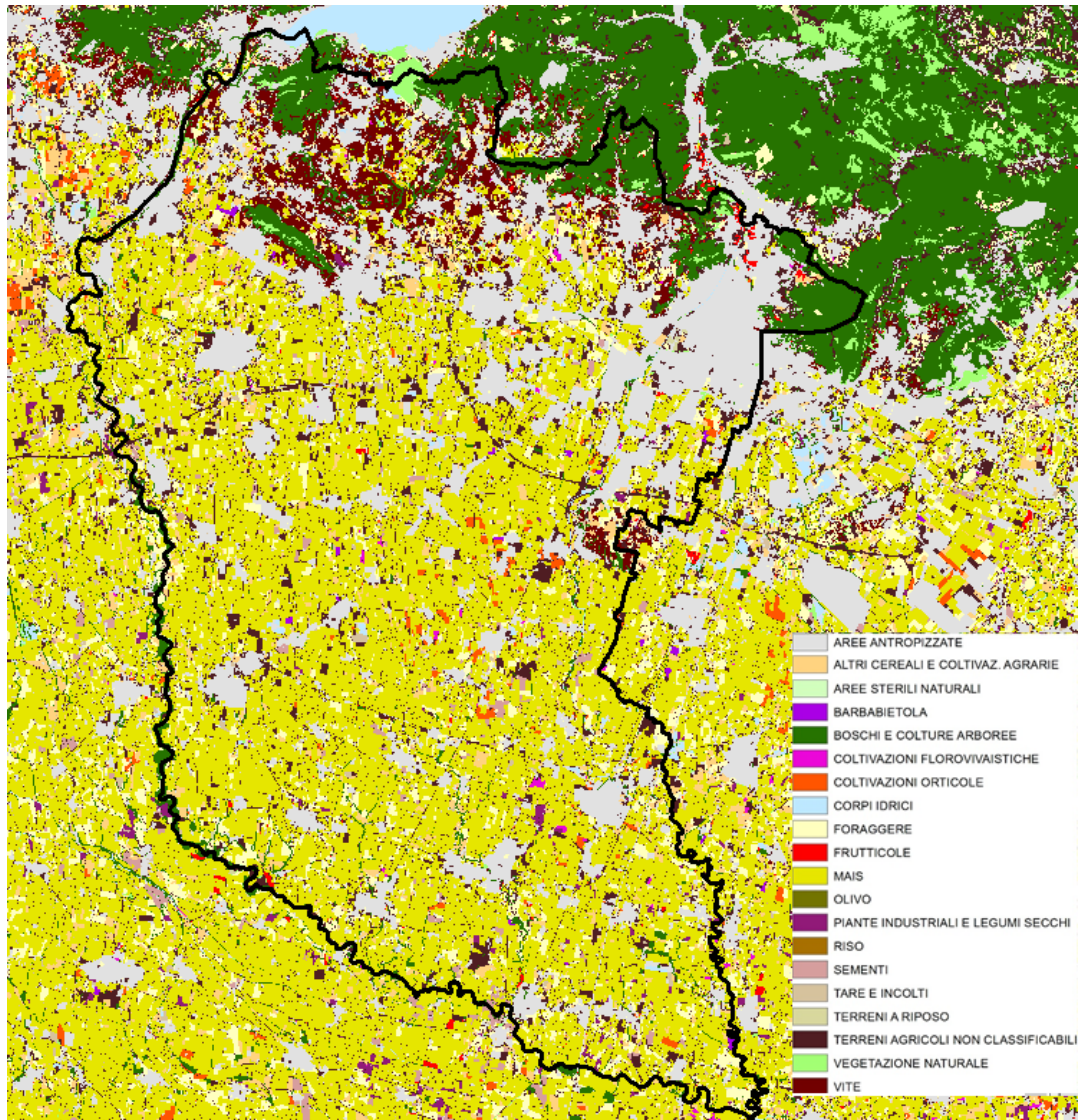 AREE ANTROPIZZATE
ALTRI CEREALI E COLTIVAZ. AGRARIE
AREE STERILI NATURALI
BARBABIETOLA
BOSCHI E COLTURE ARBOREE
COLTIVAZIONI FLOROVIVAISTICHE
COLTIVAZIONI ORTICOLE
CORPI IDRICI
FORAGGERE
FRUTTICOLE
MAIS
OLIVO
PIANTE INDUSTRIALI E LEGUMI SECCHI
RISO
SEMENTI
TARE E INCOLTI
TERRENI A RIPOSO
TERRENI AGRICOLI NON CLASSIFICABILI
VEGETAZIONE NATURALE
VITE